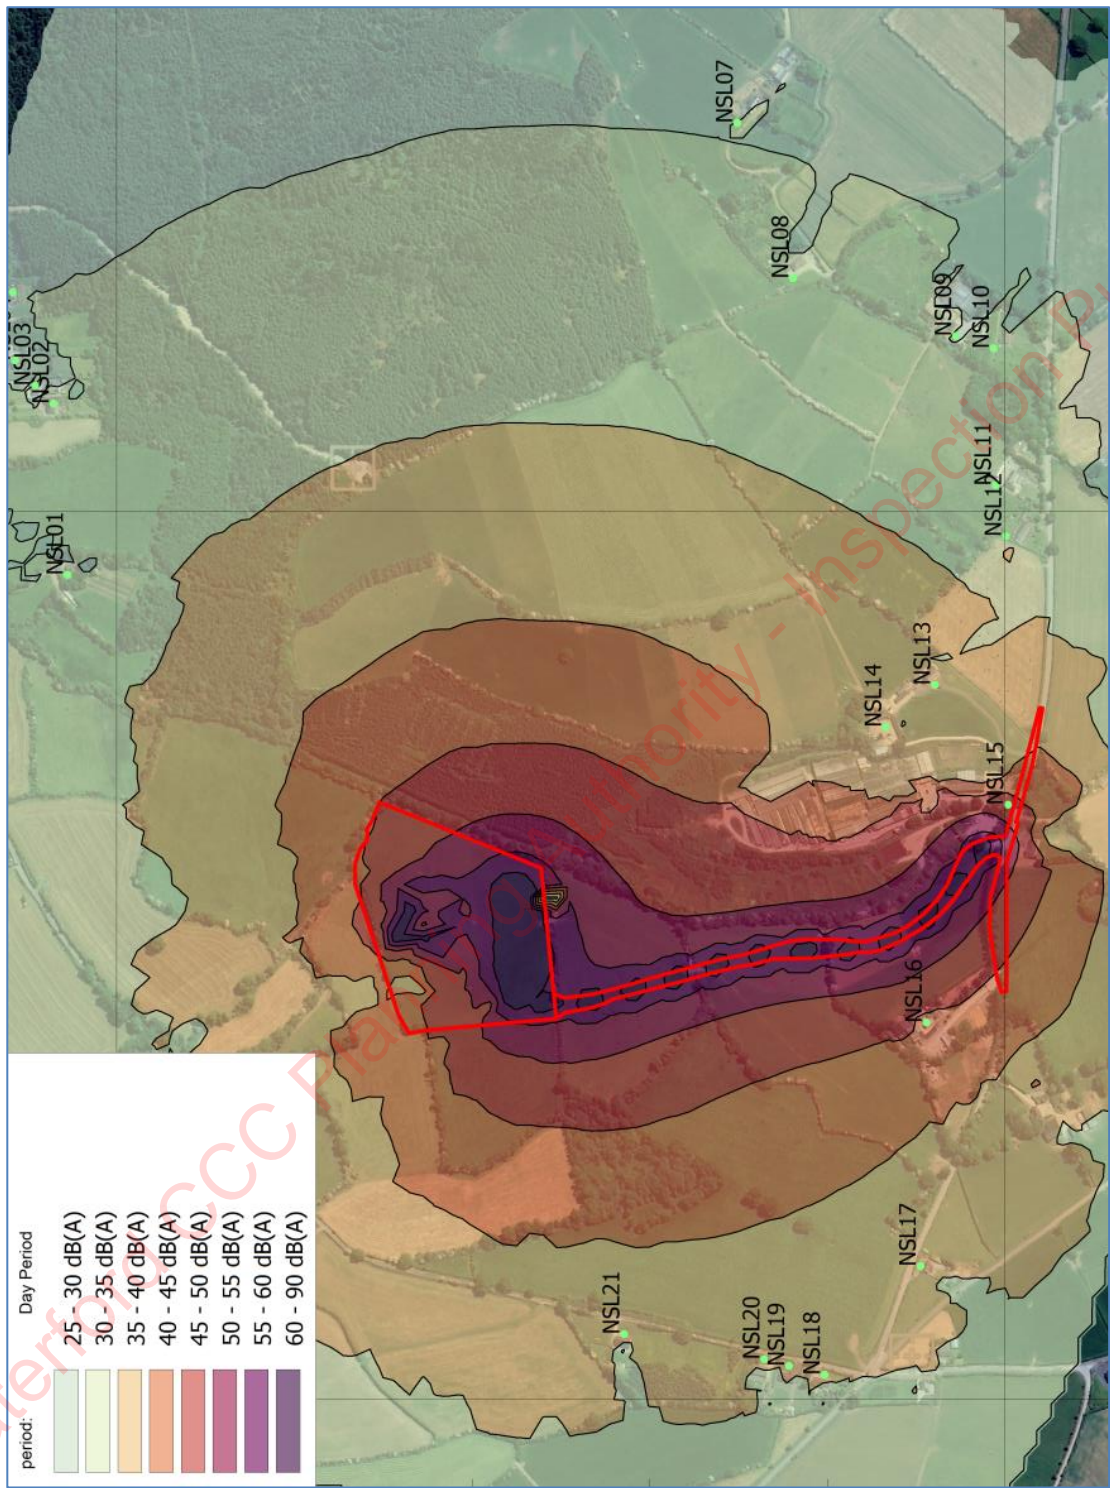 period:
Day Period
25 - 30 dB(A)
30 - 35 dB(A)
35 - 40 dB(A)
40 - 45 dB(A)
45 - 50 dB(A)
50 - 55 dB(A)
55 - 60 dB(A)
60 - 90 dB(A)
NSL01
NSL02
NSL03
NSL07
NSL08
NSL09
NSL10
NSL11
NSL12
NSL13
NSL14
NSL15
NSL16
NSL17
NSL18
NSL19
NSL20
NSL21
CCC Planning Authority - Inspection